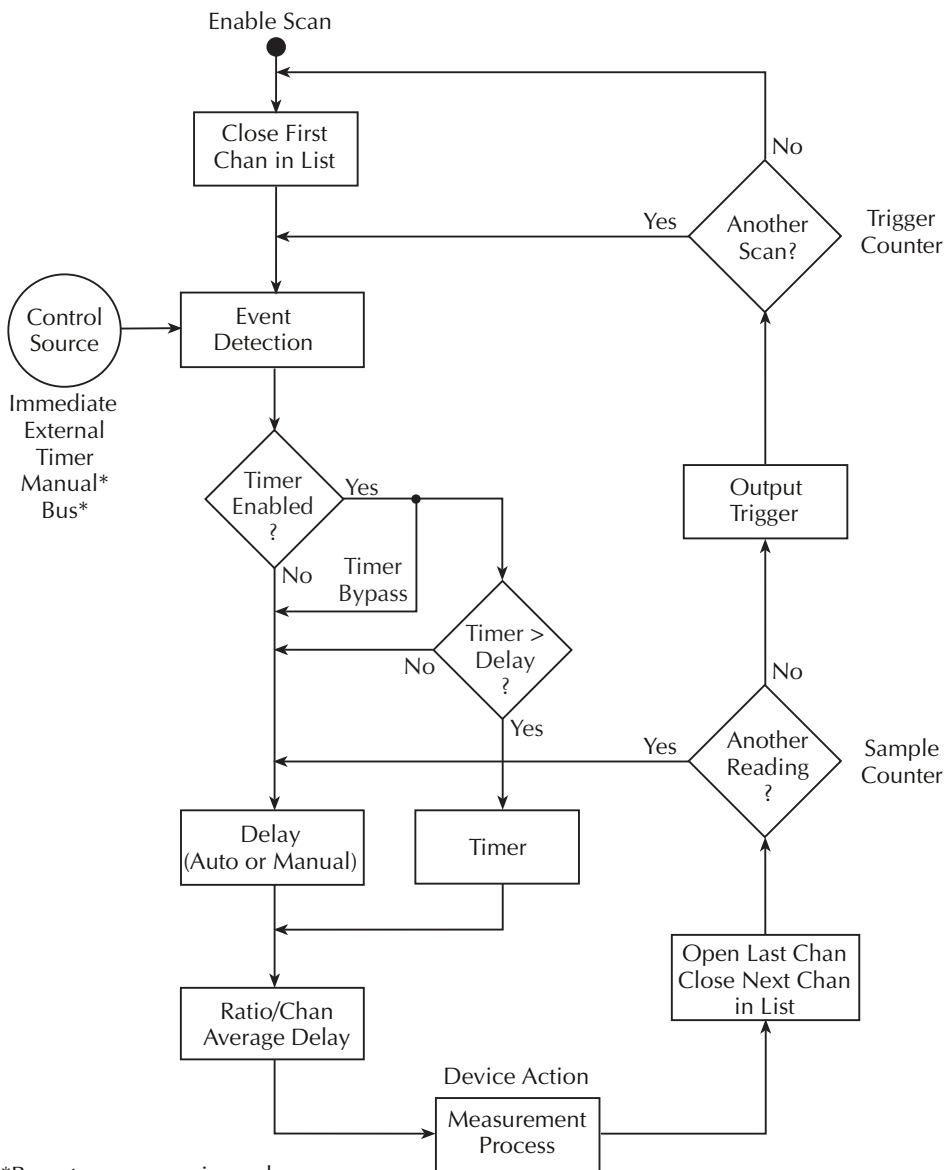 Enable Scan
Close First
Chan in List
No
Another
Scan?
Yes
Trigger
Counter
Control
Source
Event
Detection
Immediate
External
Timer
Manual*
Bus*
Timer
Enabled
?
Yes
No
Timer
Bypass
Timer >
Delay
?
No
Yes
Output
Trigger
No
Another
Reading
?
Yes
Sample
Counter
Delay
(Auto or Manual)
Timer
Open Last Chan
Close Next Chan
in List
Ratio/Chan
Average Delay
Device Action
Measurement
Process